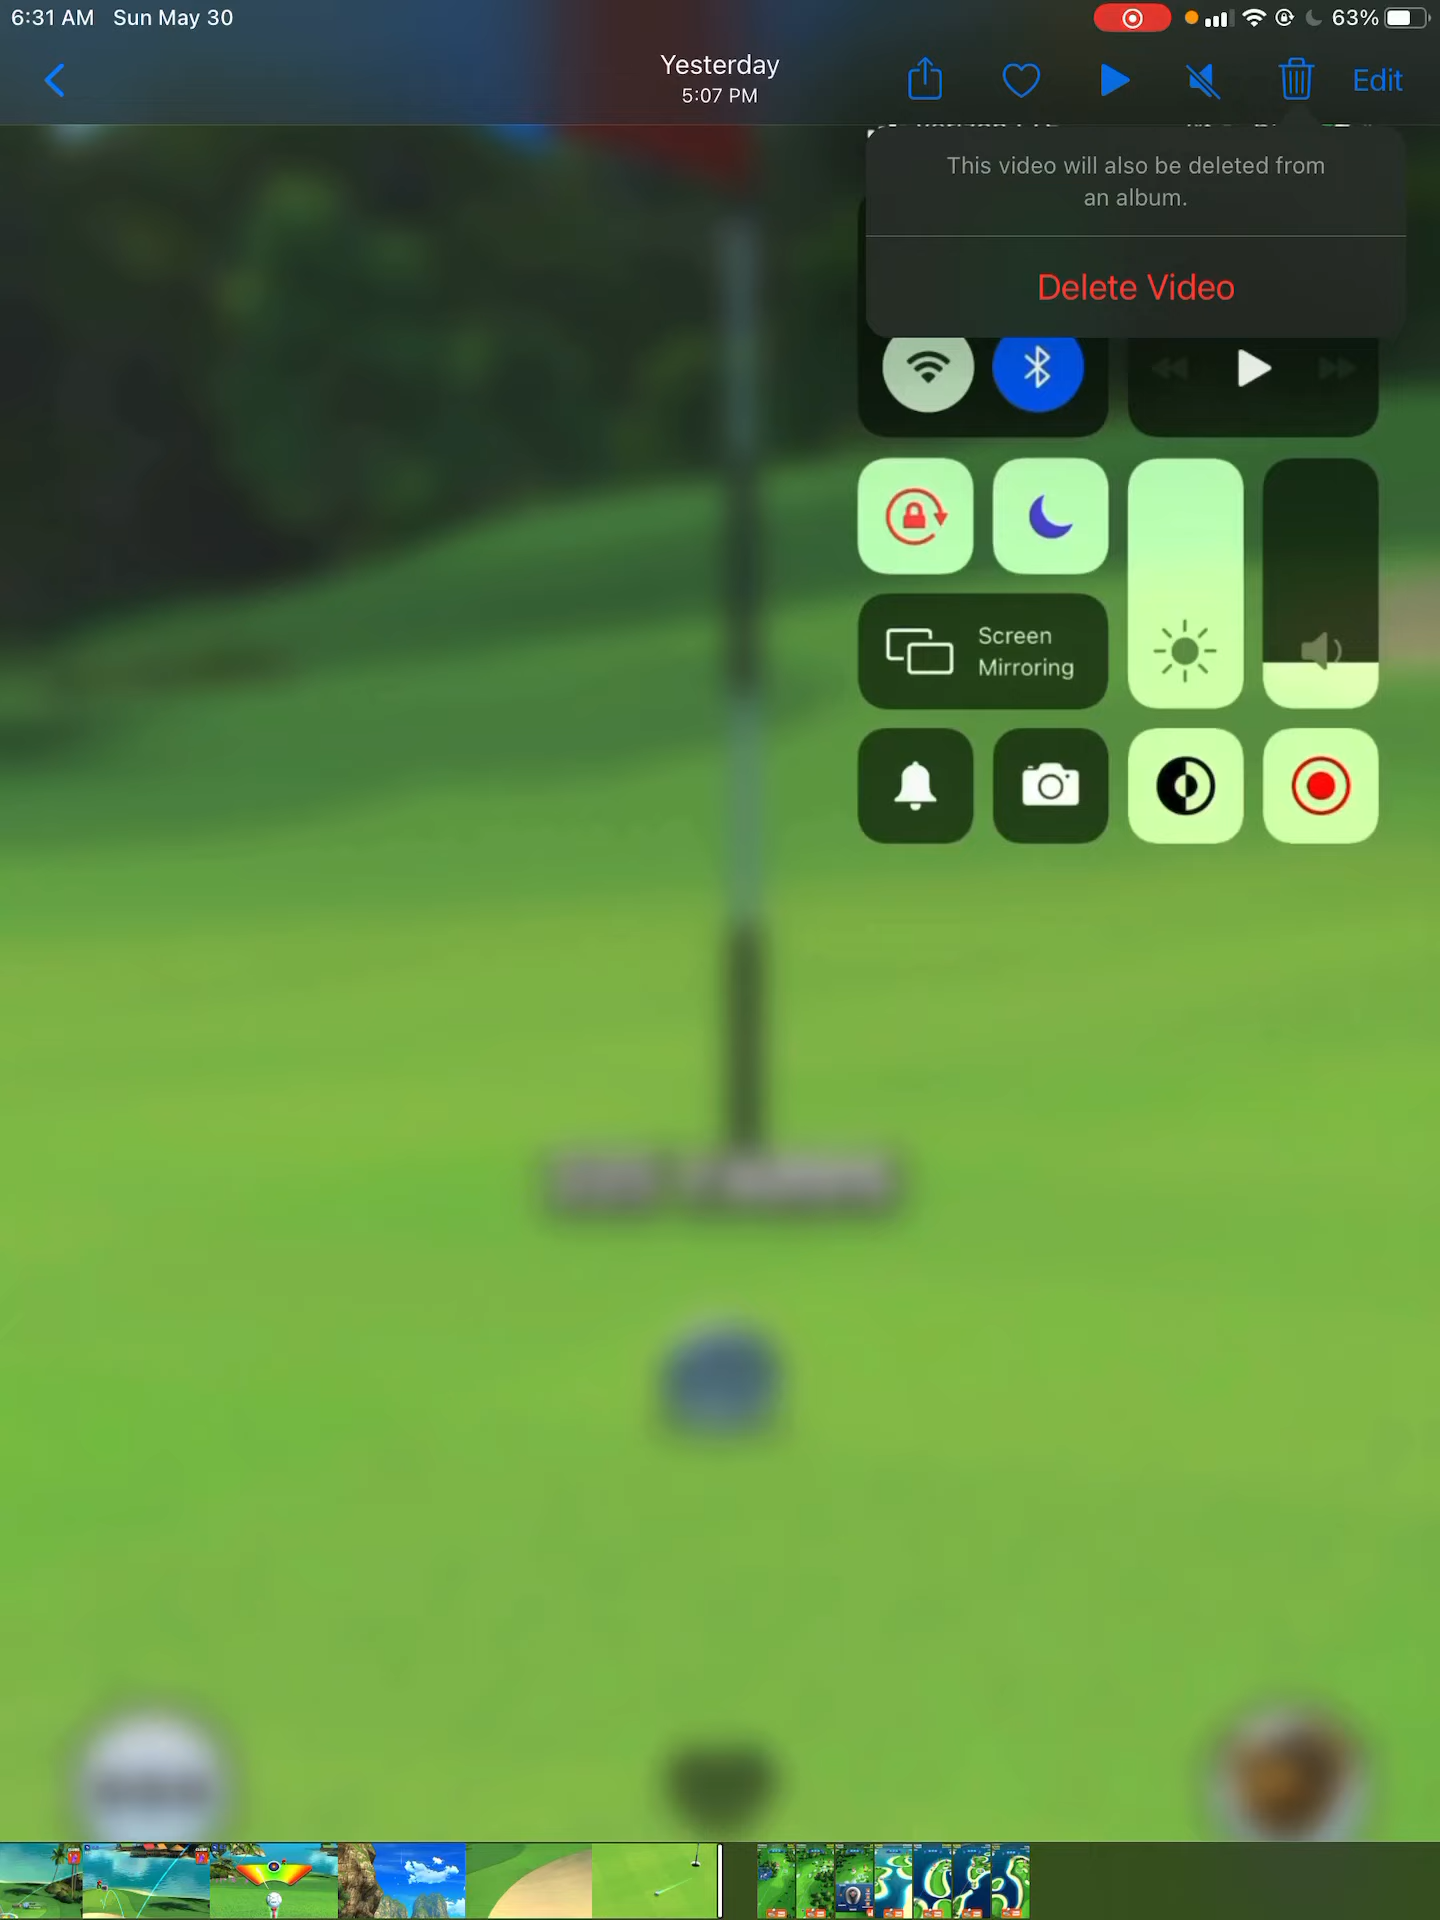 6:31 AM Sun May 30
63%
Yesterday
5:07 PM
Edit
This video will also be deleted from
an album.
Delete Video
Screen
Mirroring